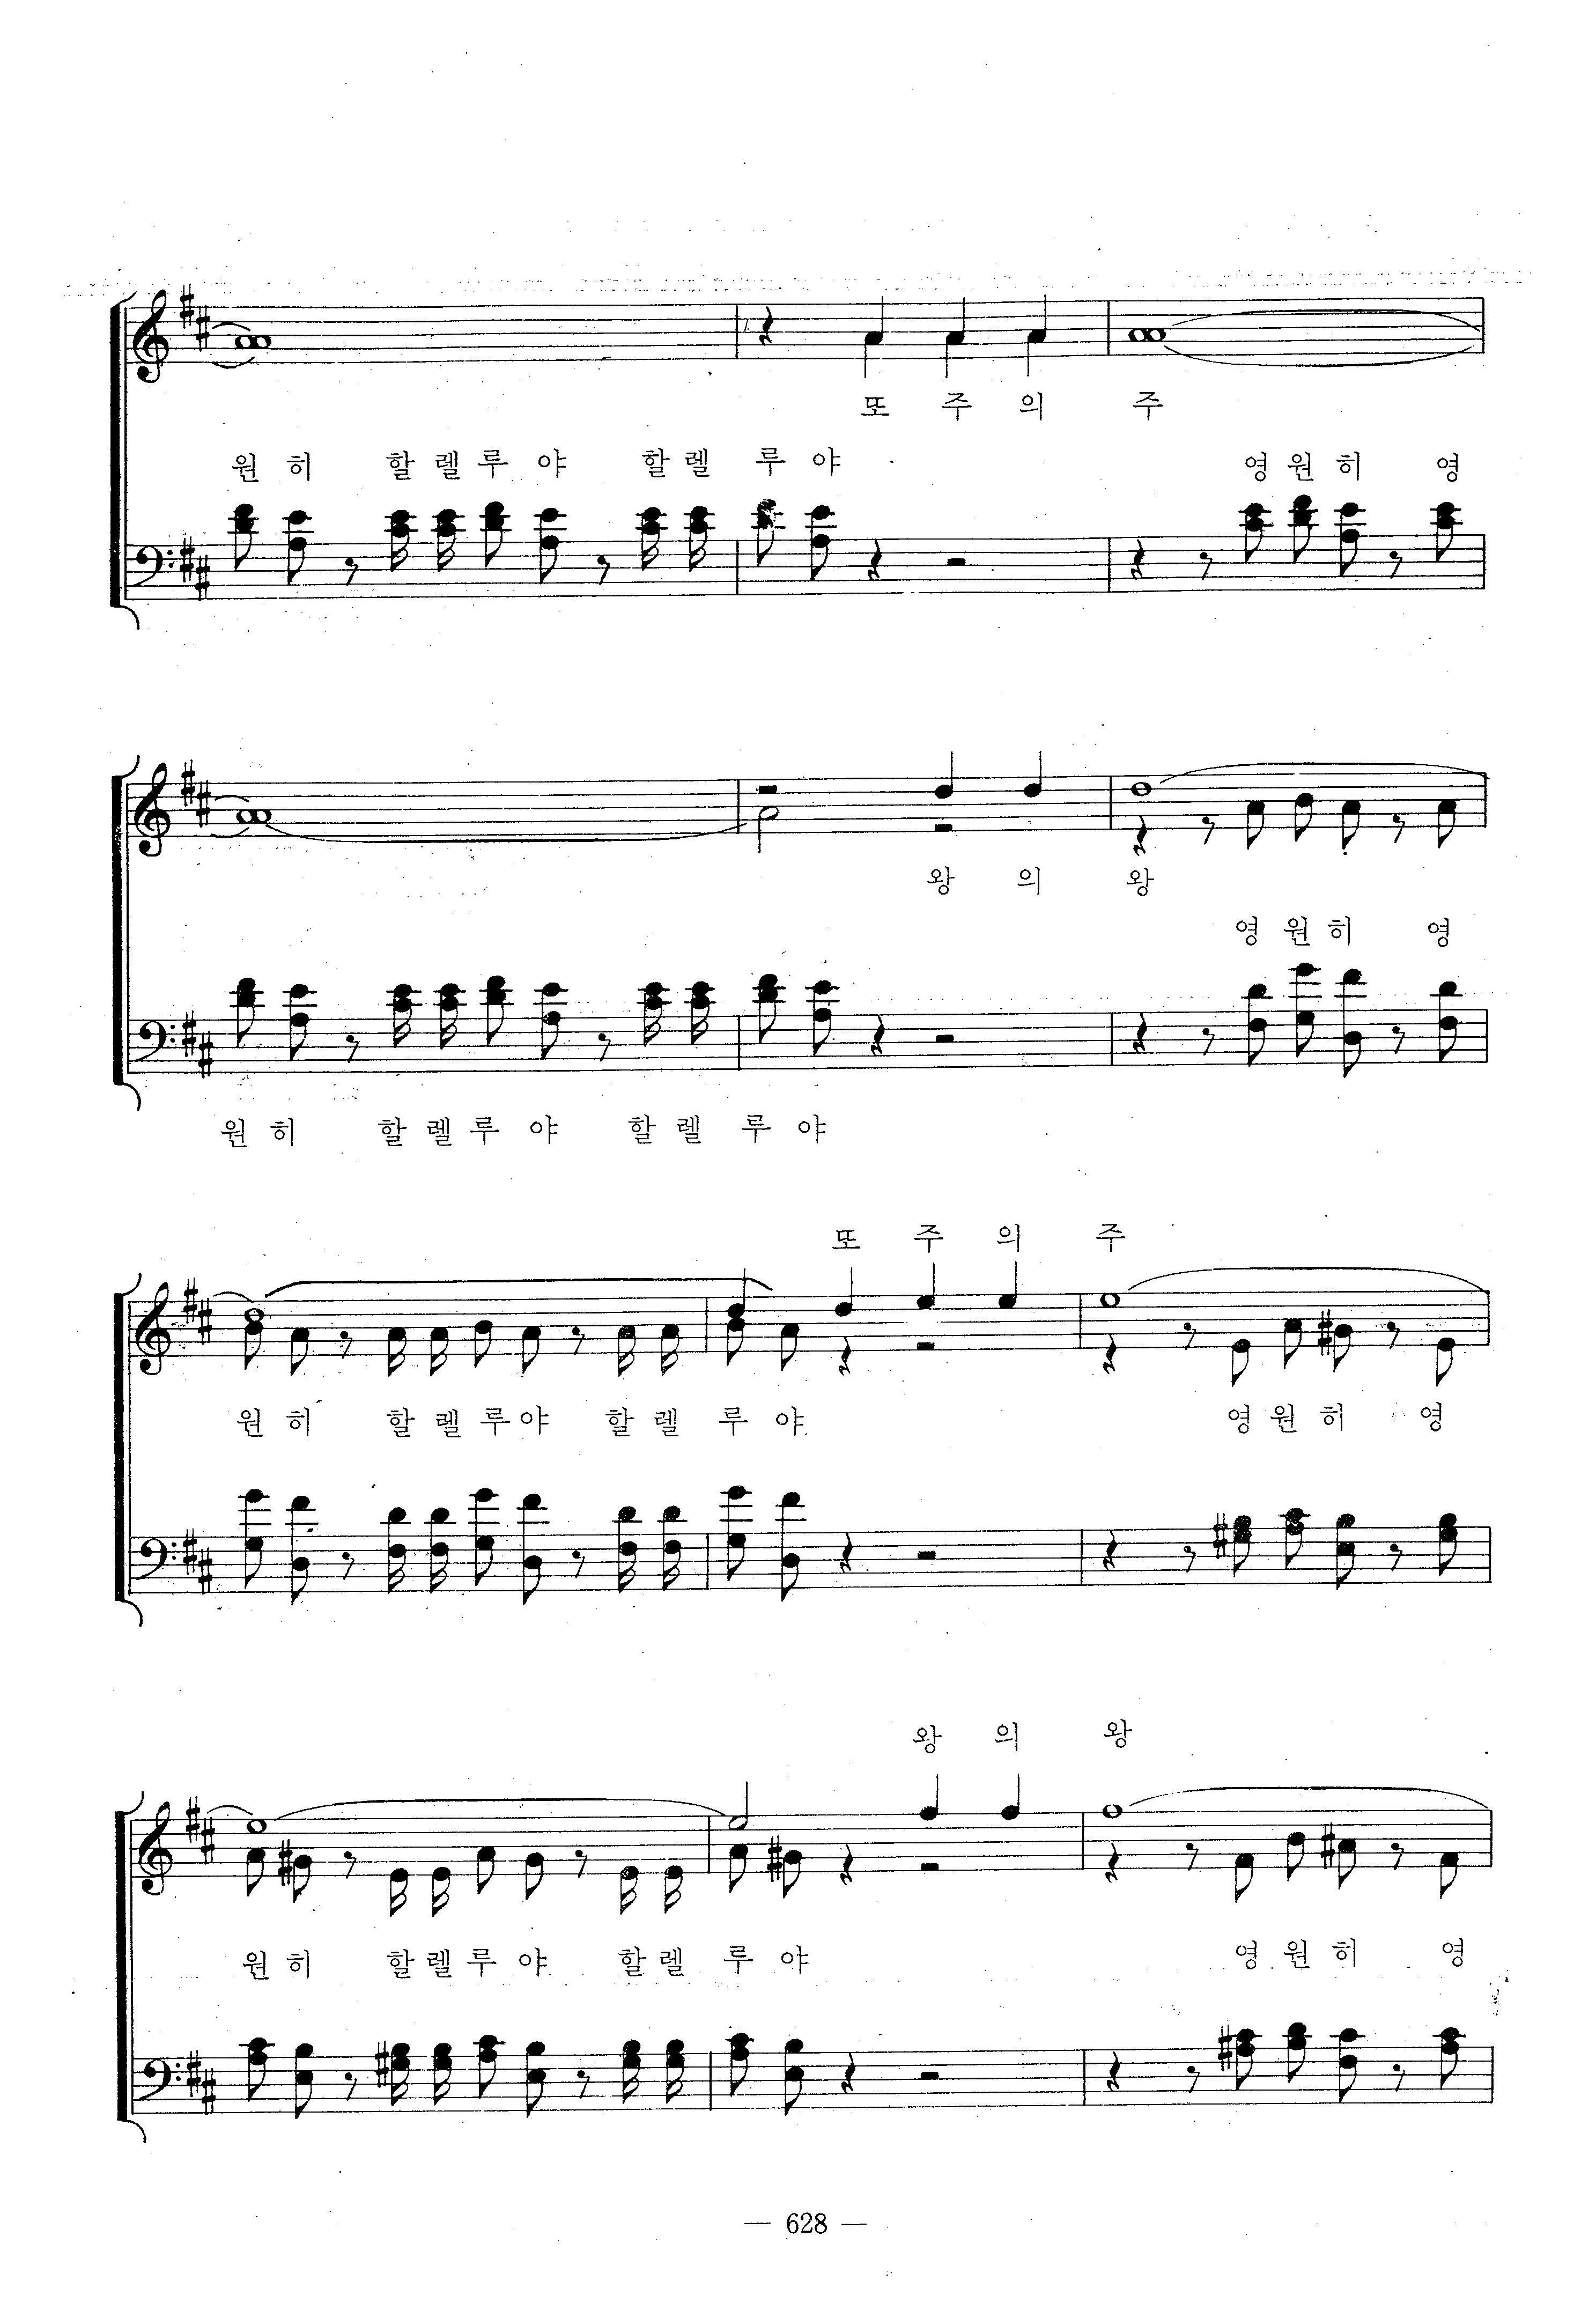 또 주 의 주
원 히 할 렐 루 야 할 렐 루 야 영 원 히 영
왕 의 왕
영 원 히 영
원 히 할 렐 루 야 할 렐 루 야
또 주 의 주
원 히 할 렐 루 야 할 렐 루 야 영 원 히 영
왕 의 왕
원 히 할 렐 루 야 할 렐 루 야 영 원 히 영
— 628 —